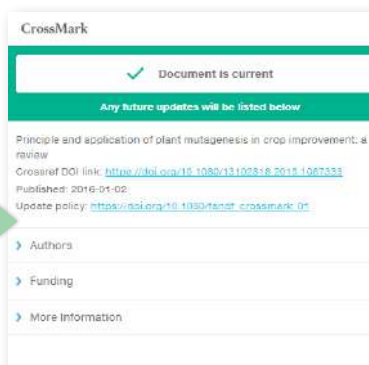 CrossMark
Document is current
Any future updates will be listed below
Principle and application of plant mutagenesis in crop improvement: a
review
Crossref DOI link: https://doi.org/10.1080/13102818.2015.1087333
Published: 2016-01-02
Update policy: https://doi.org/10.1080/tandf_crossmark_01
Authors
Funding
More Information